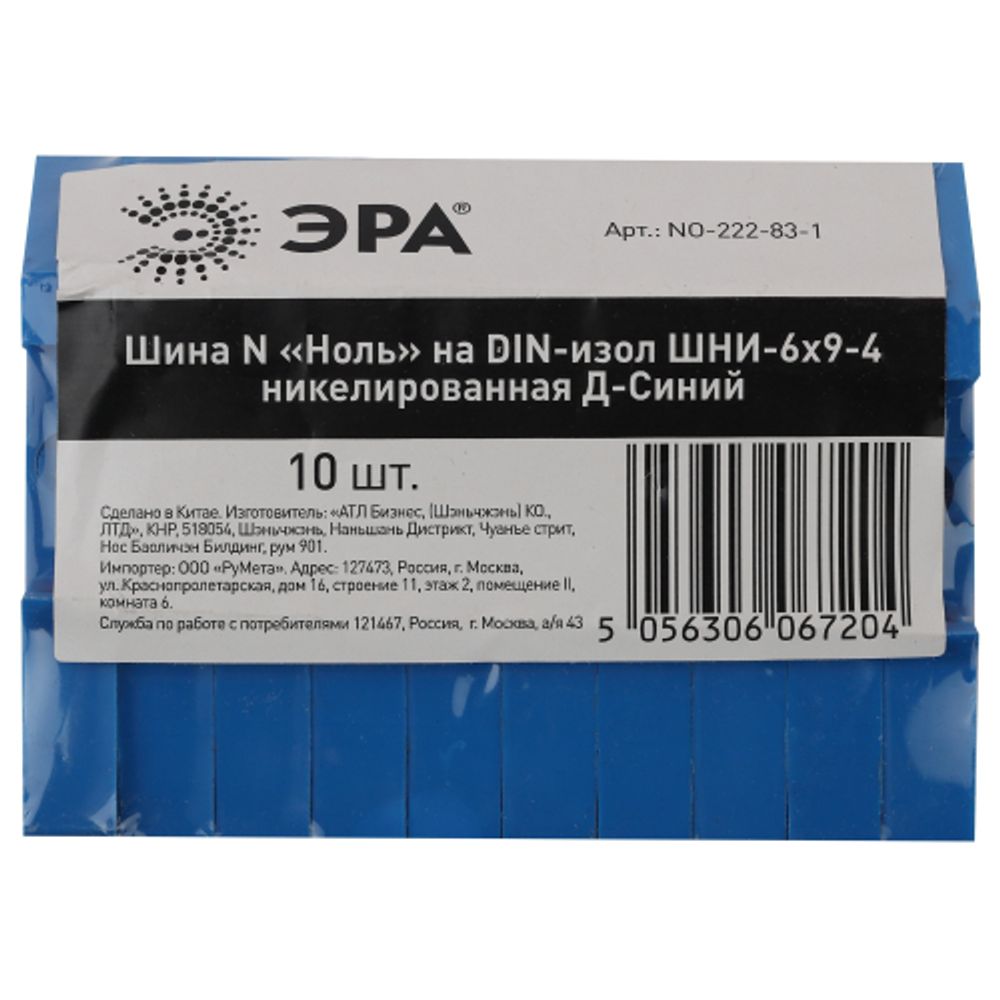 ЭРА®
Арт.: NO-222-83-1
Шина N «Ноль» на DIN-изол ШНИ-6х9-4
никелированная Д-Синий
10 шт.
Сделано в Китае. Изготовитель: «АТЛ Бизнес, (Шэньчжэнь) КО.,
ЛТД», КНР, 518054, Шэньчжэнь, Наньшань Дистрикт, Чуанье стрит,
Нос Баоличэн Билдинг, рум 901.
Импортер: ООО «РуМета». Адрес: 127473, Россия, г. Москва,
ул.Краснопролетарская, дом 16, строение 11, этаж 2, помещение II,
комната 6.
Служба по работе с потребителями 121467, Россия, г. Москва, а/я 43
5 056306 067204